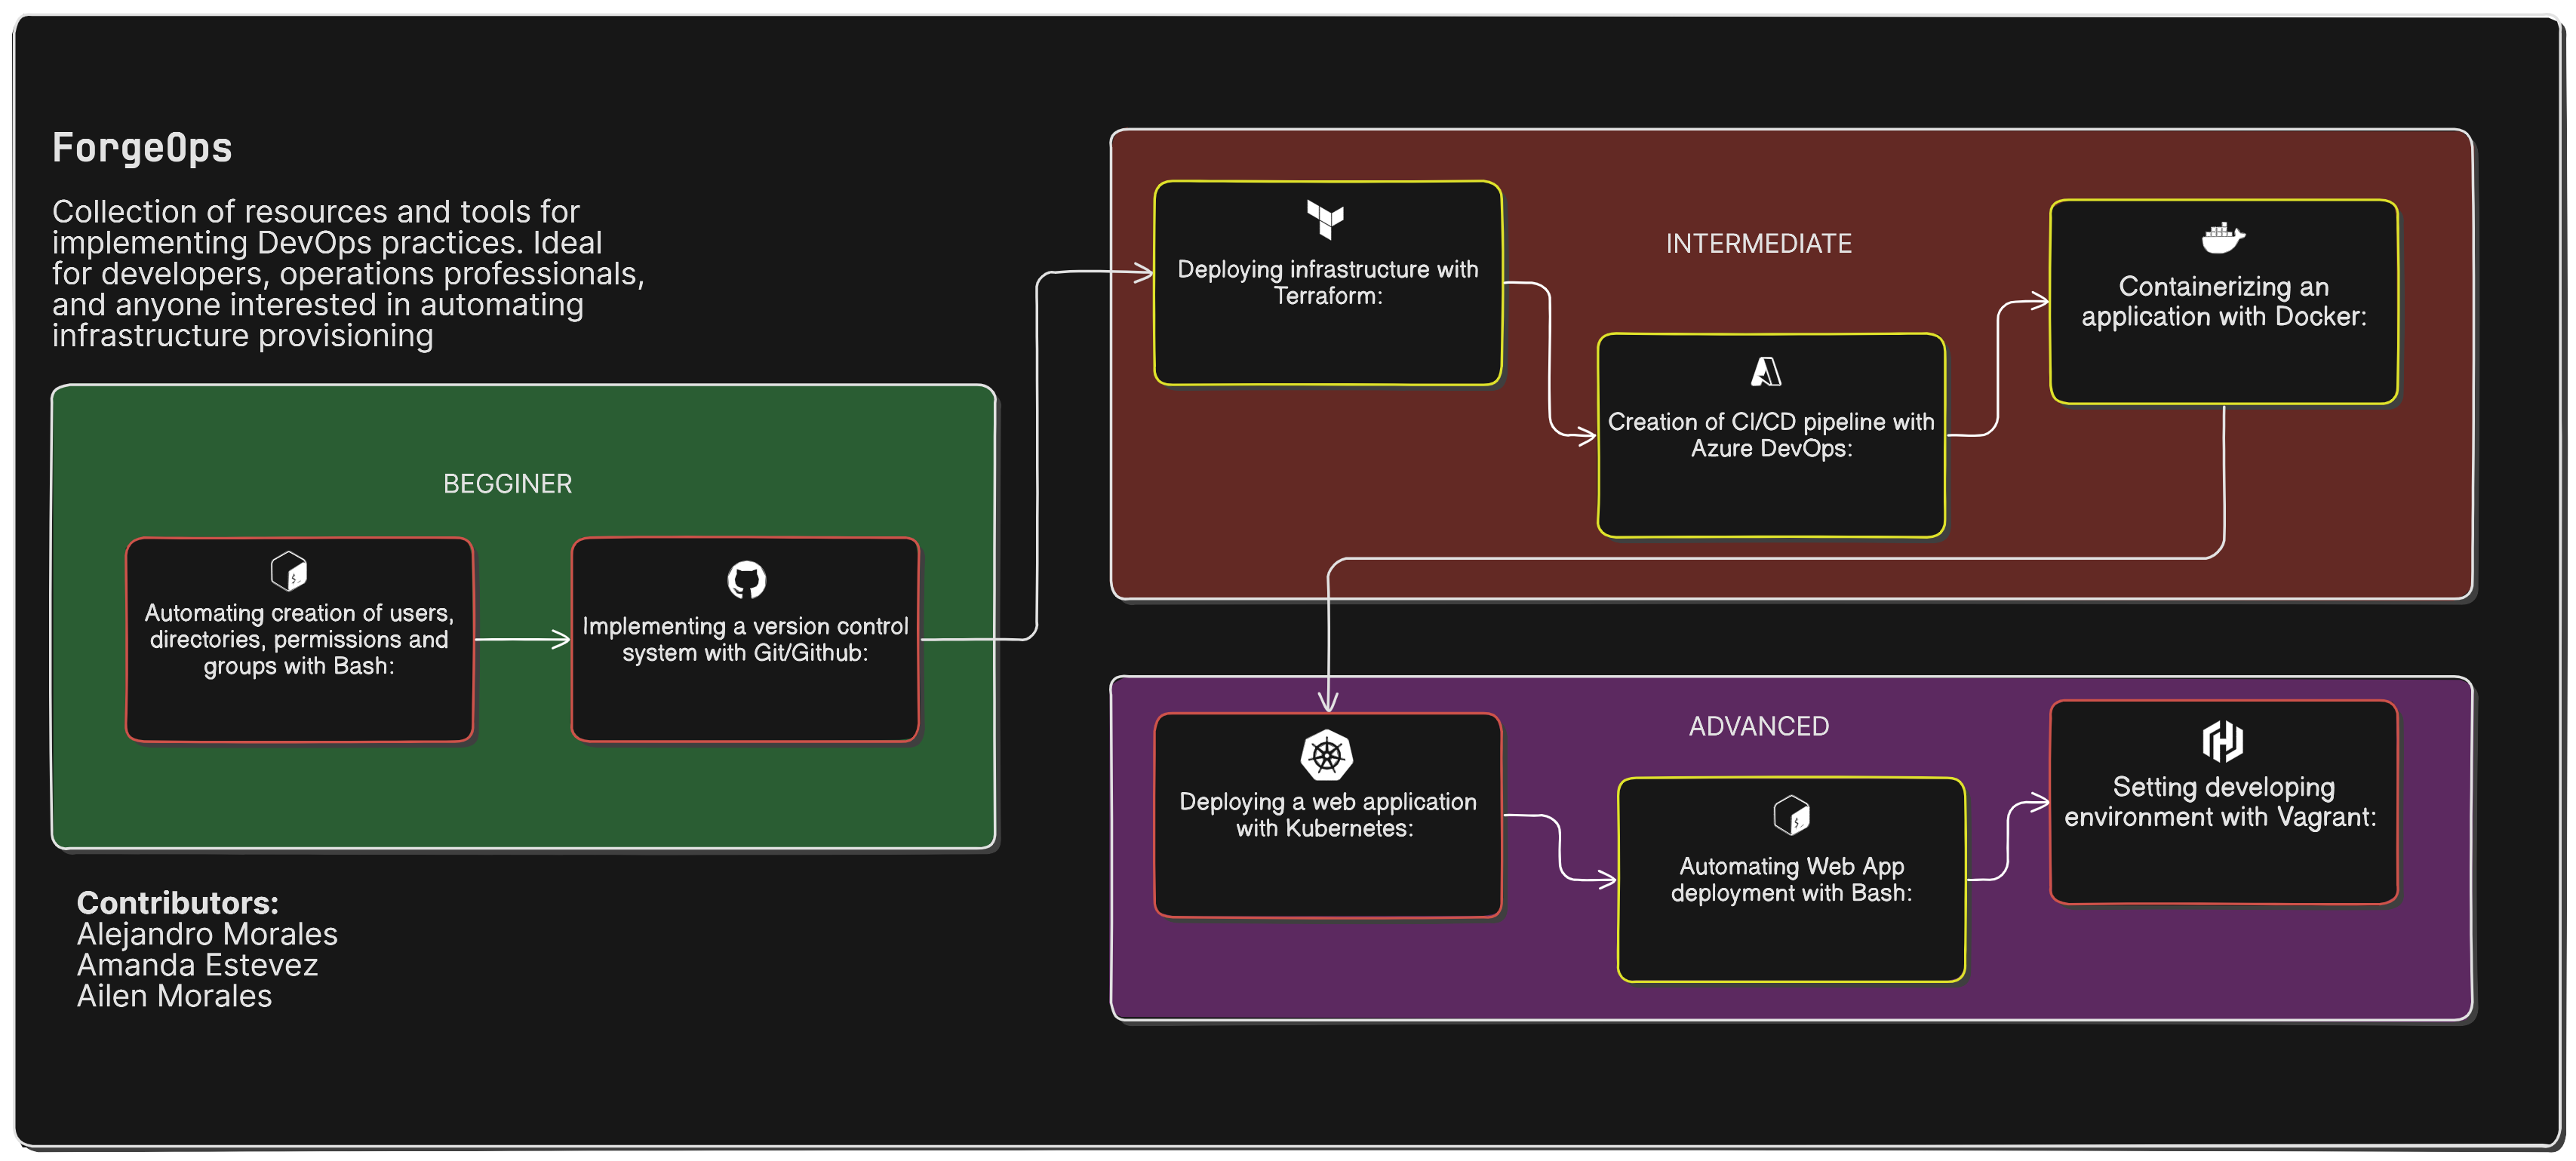 ForgeOps
Collection of resources and tools for
implementing DevOps practices. Ideal
for developers, operations professionals,
and anyone interested in automating
infrastructure provisioning
BEGGINER
Automating creation of users,
directories, permissions and
groups with Bash:
Implementing a version control
system with Git/Github:
Contributors:
Alejandro Morales
Amanda Estevez
Ailen Morales
INTERMEDIATE
Deploying infrastructure with
Terraform:
Creation of CI/CD pipeline with
Azure DevOps:
Containerizing an
application with Docker:
ADVANCED
Deploying a web application
with Kubernetes:
Automating Web App
deployment with Bash:
Setting developing
environment with Vagrant: